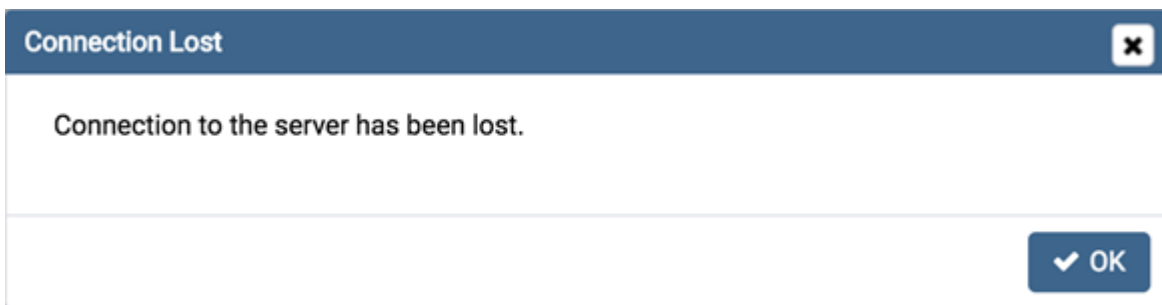 Connection Lost
Connection to the server has been lost.
OK